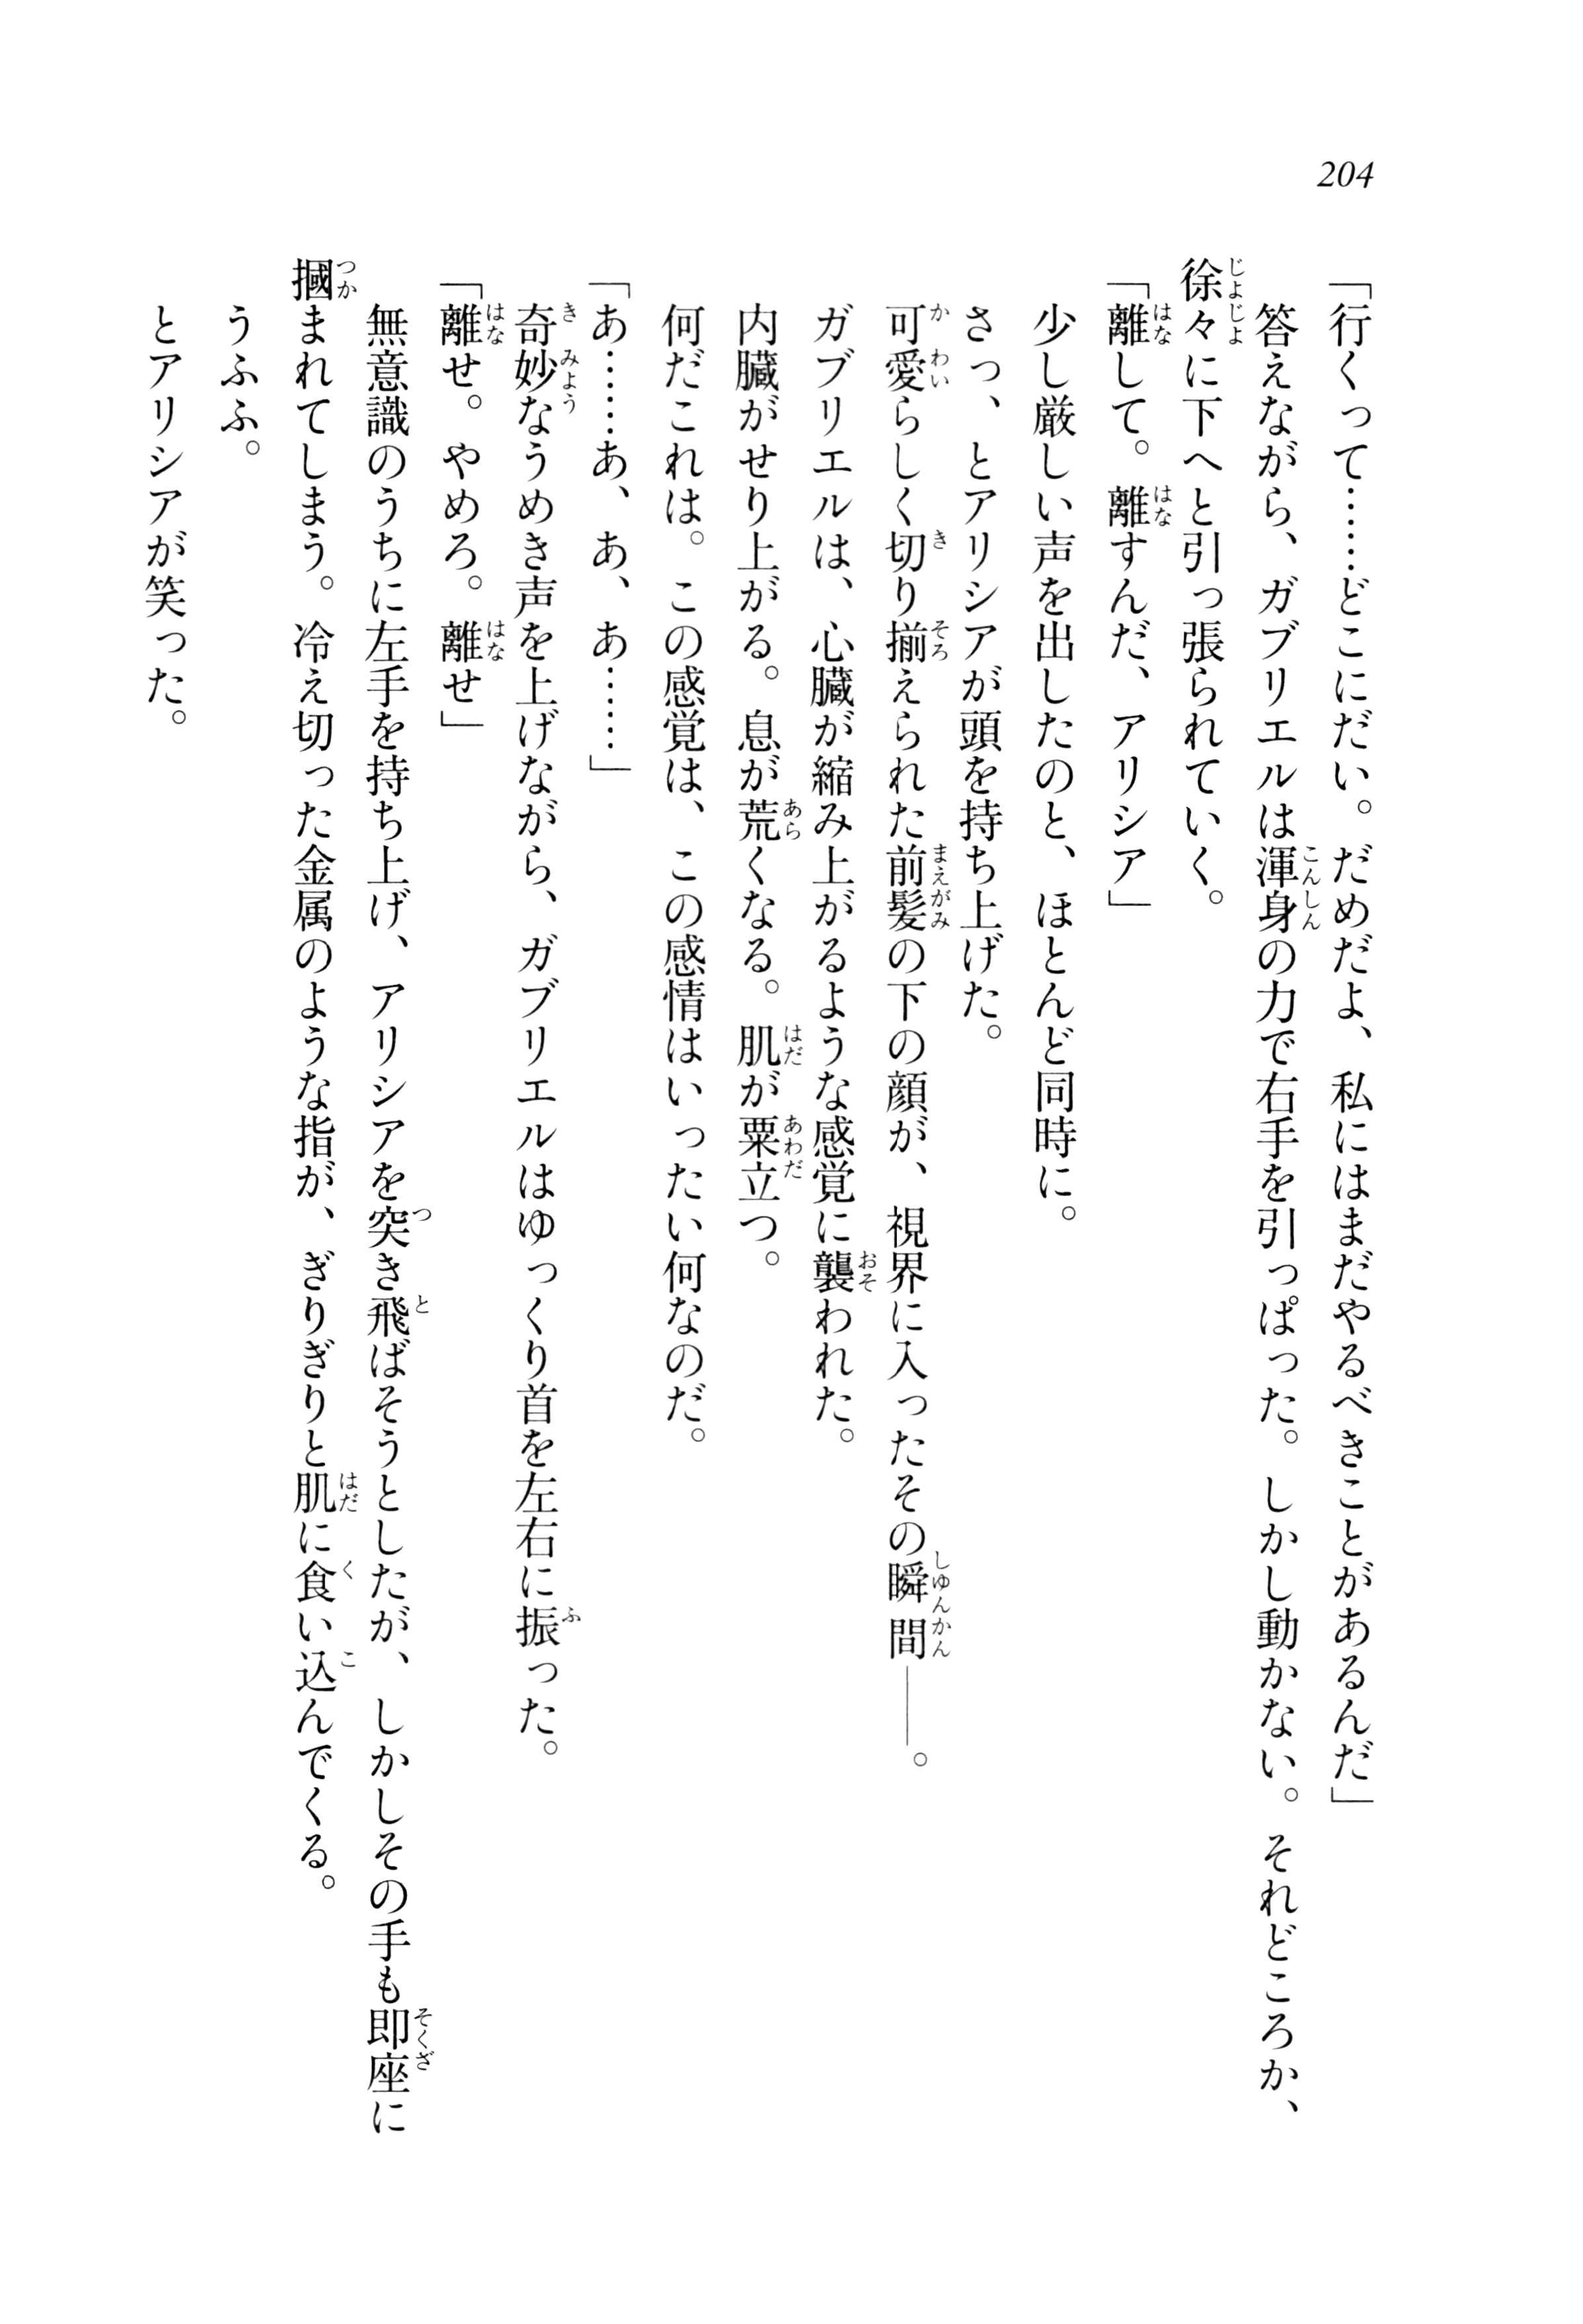 204
「行くって……どこにだい。だめだよ、私にはまだやるべきことがあるんだ」
答えながら、ガブリエルは渾身の力で右手を引っぱった。しかし動かない。それどころか、
徐々に下へと引っ張られていく。
「離して。離すんだ、アリシア」
少し厳しい声を出したのと、ほとんど同時に。
さっ、とアリシアが頭を持ち上げた。
可愛らしく切り揃えられた前髪の下の顔が、視界に入ったその瞬間――。
ガブリエルは、心臓が縮み上がるような感覚に襲われた。
内臓がせり上がる。息が荒くなる。肌が粟立つ。
何だこれは。この感覚は、この感情はいったい何なのだ。
「あ……あ、あ、あ……」
奇妙なうめき声を上げながら、ガブリエルはゆっくり首を左右に振った。
「離せ。やめろ。離せ」
無意識のうちに左手を持ち上げ、アリシアを突き飛ばそうとしたが、しかしその手も即座に
摑まれてしまう。冷え切った金属のような指が、ぎりぎりと肌に食い込んでくる。
うふふ。
とアリシアが笑った。